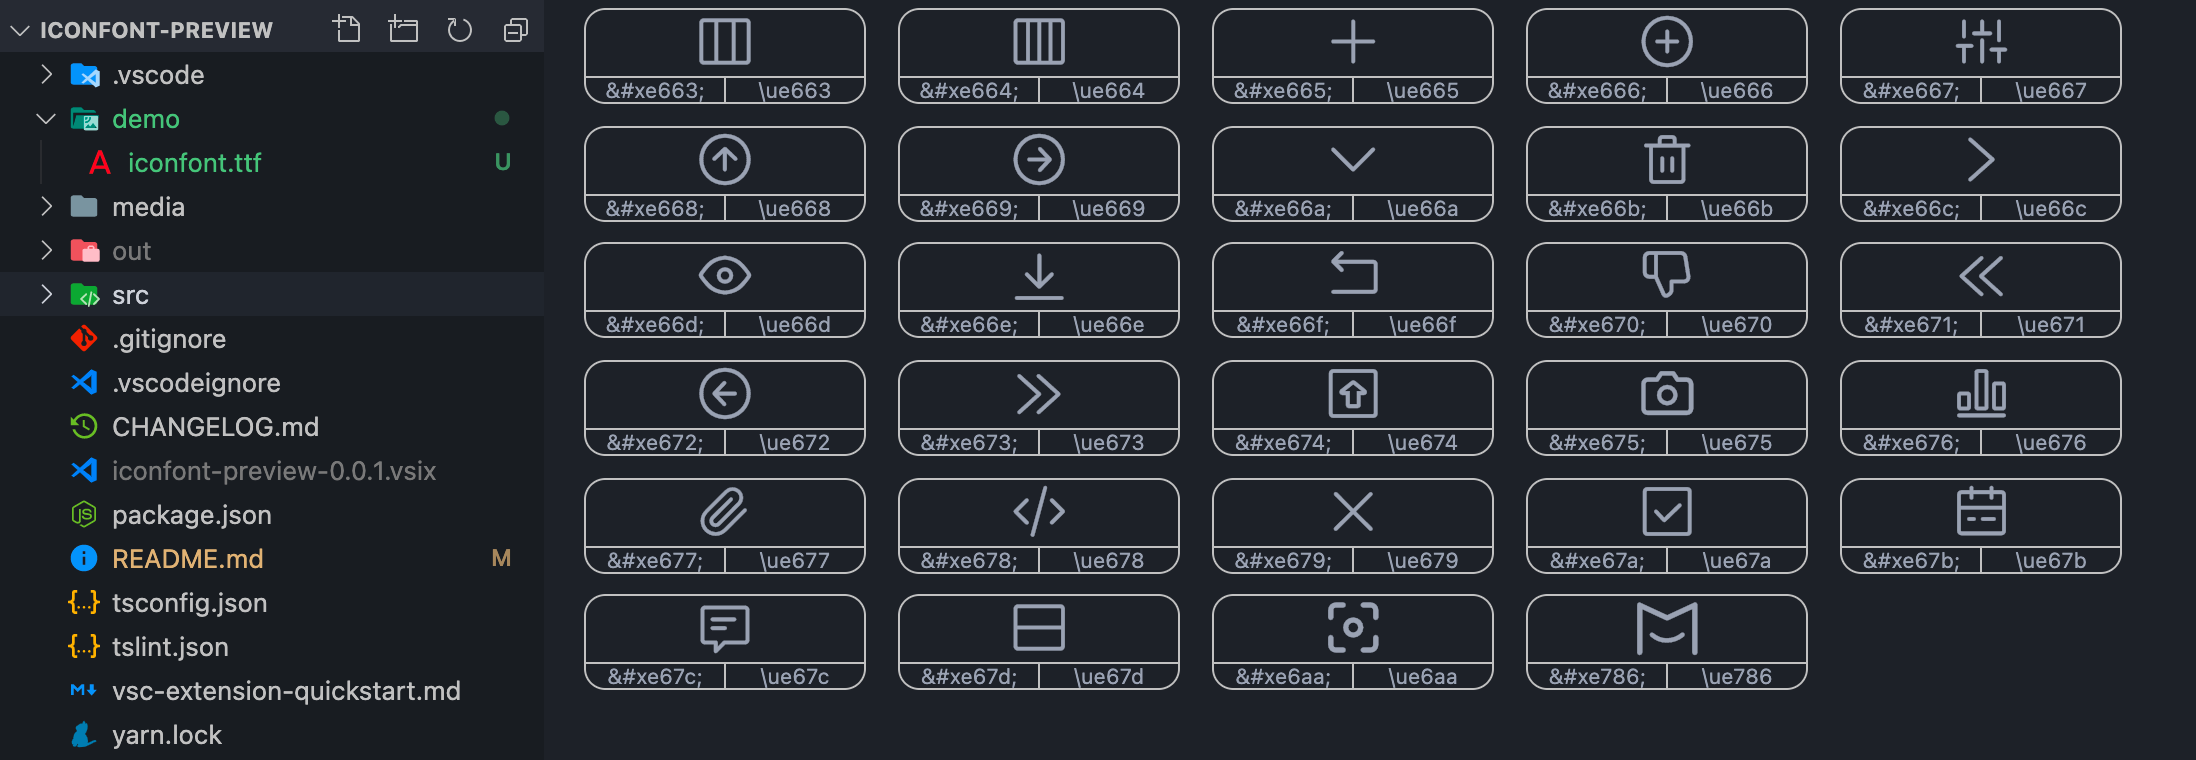 ICONFONT-PREVIEW
.vscode
demo
iconfont.ttf U
media
out
src
.gitignore
.vscodeignore
CHANGELOG.md
iconfont-preview-0.0.1.vsix
package.json
README.md M
tsconfig.json
tslint.json
vsc-extension-quickstart.md
yarn.lock
&#xe663; \ue663 &#xe664; \ue664 &#xe665; \ue665 &#xe666; \ue666 &#xe667; \ue667
&#xe668; \ue668 &#xe669; \ue669 &#xe66a; \ue66a &#xe66b; \ue66b &#xe66c; \ue66c
&#xe66d; \ue66d &#xe66e; \ue66e &#xe66f; \ue66f &#xe670; \ue670 &#xe671; \ue671
&#xe672; \ue672 &#xe673; \ue673 &#xe674; \ue674 &#xe675; \ue675 &#xe676; \ue676
&#xe677; \ue677 &#xe678; \ue678 &#xe679; \ue679 &#xe67a; \ue67a &#xe67b; \ue67b
&#xe67c; \ue67c &#xe67d; \ue67d &#xe6aa; \ue6aa &#xe786; \ue786